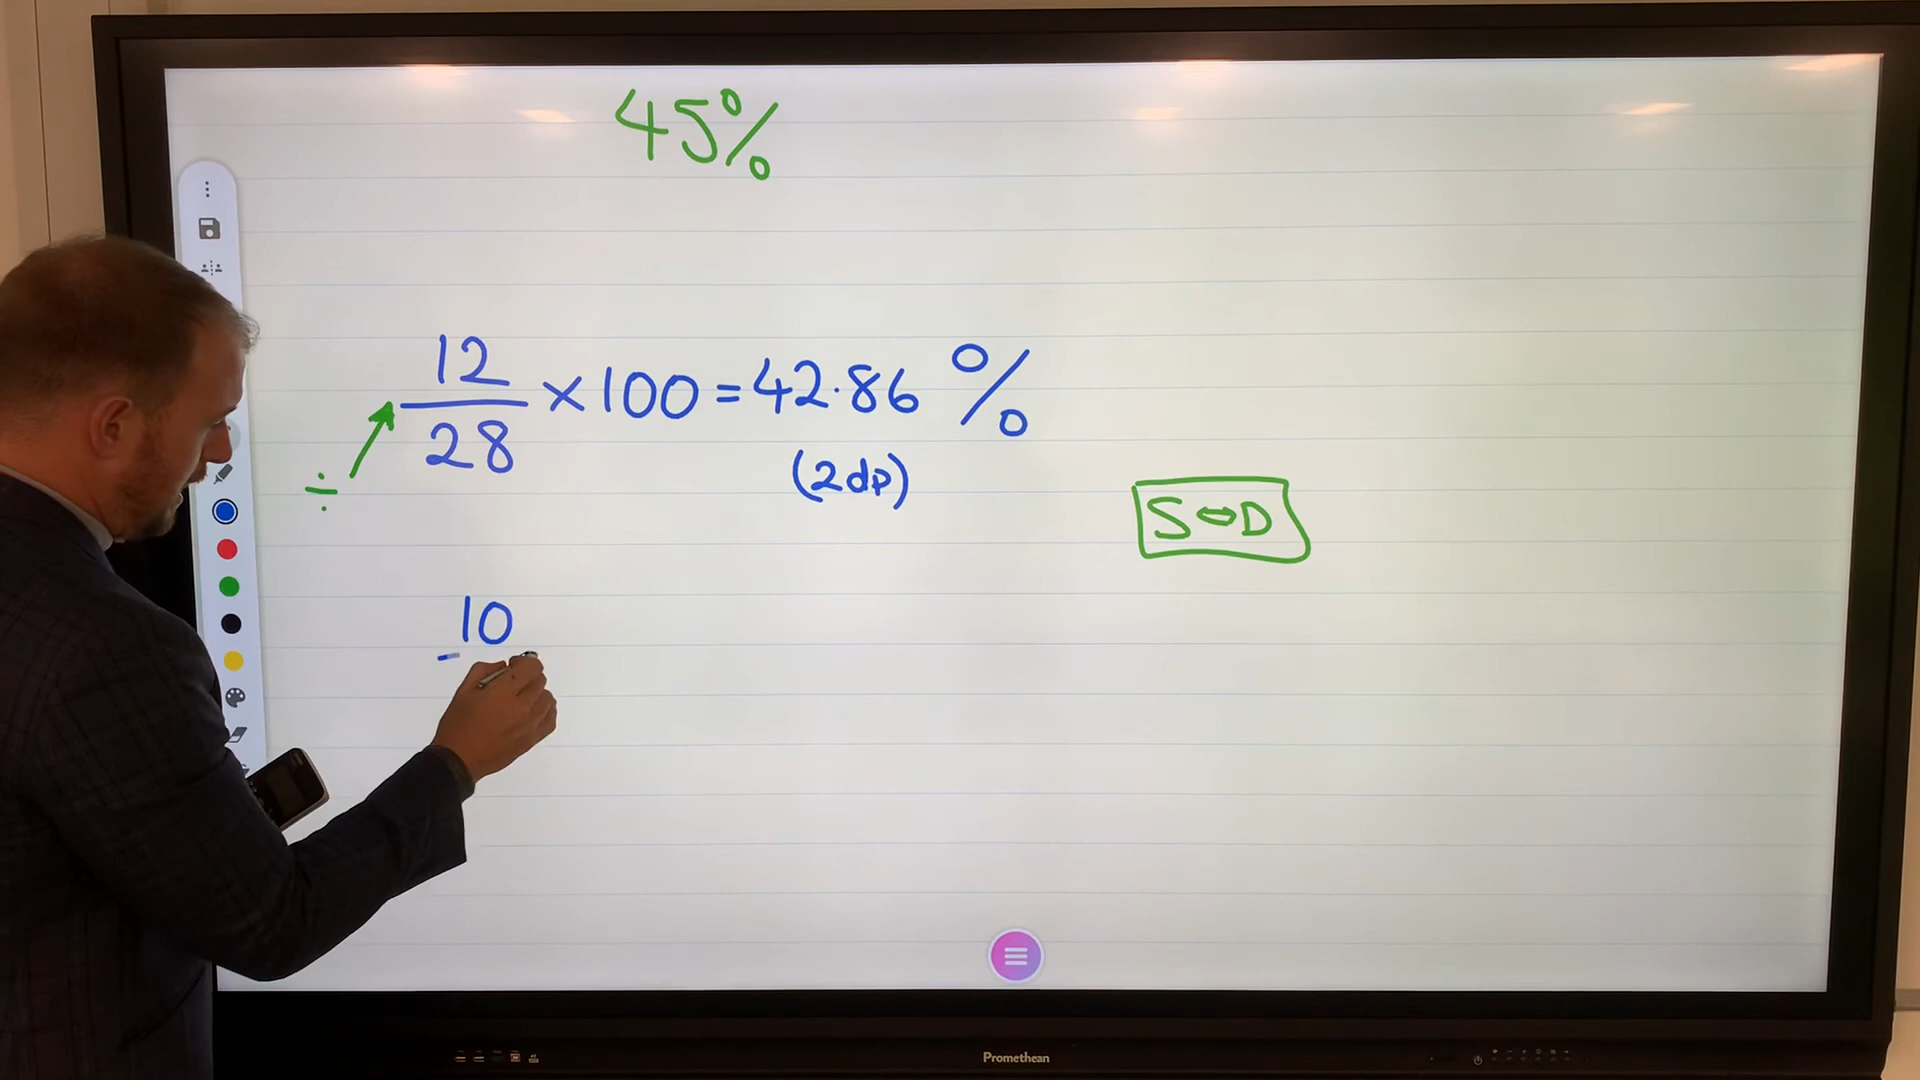 45%
12
28
× 100 = 42.86 %
÷
(2dp)
S⇔D
10
Promethean